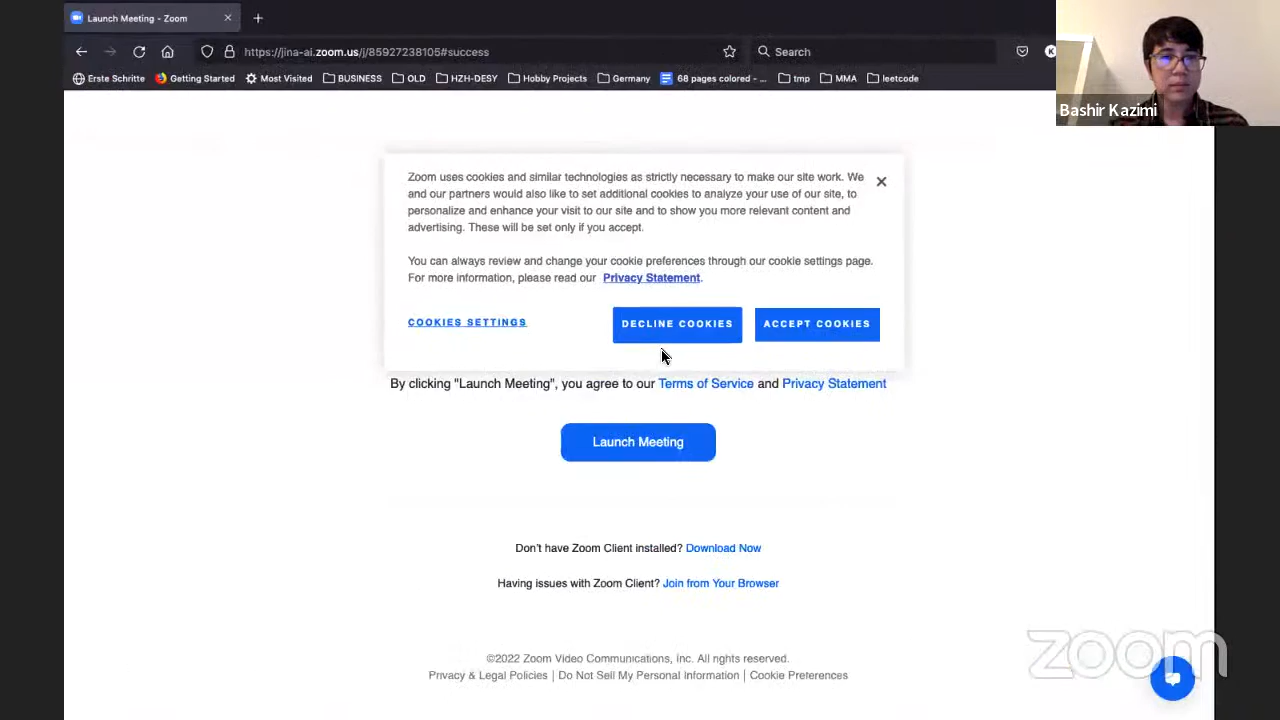 Launch Meeting - Zoom
https://jina-ai.zoom.us/j/85927238105#success
Search
Erste Schritte
Getting Started
Most Visited
BUSINESS
OLD
HZH-DESY
Hobby Projects
Germany
68 pages colored - ...
tmp
MMA
leetcode
Bashir Kazimi
Zoom uses cookies and similar technologies as strictly necessary to make our site work. We
and our partners would also like to set additional cookies to analyze your use of our site, to
personalize and enhance your visit to our site and to show you more relevant content and
advertising. These will be set only if you accept.
You can always review and change your cookie preferences through our cookie settings page.
For more information, please read our Privacy Statement.
COOKIES SETTINGS
DECLINE COOKIES
ACCEPT COOKIES
By clicking "Launch Meeting", you agree to our Terms of Service and Privacy Statement
Launch Meeting
Don't have Zoom Client installed? Download Now
Having issues with Zoom Client? Join from Your Browser
©2022 Zoom Video Communications, Inc. All rights reserved.
Privacy & Legal Policies | Do Not Sell My Personal Information | Cookie Preferences
zoom